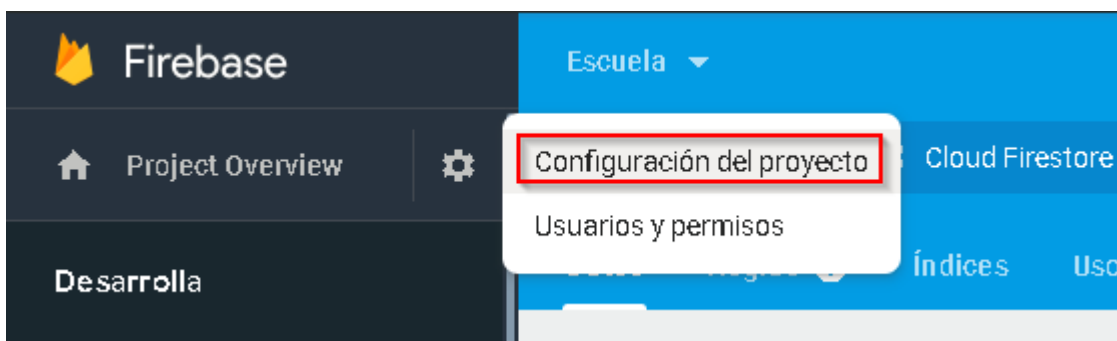 Firebase
Escuela
Project Overview
Configuración del proyecto
Cloud Firestore
Usuarios y permisos
Índices
Desarrolla